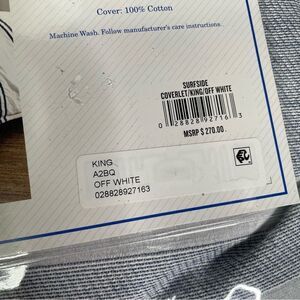 Cover: 100% Cotton
Machine Wash. Follow manufacturer's care instructions.
SURFSIDE
COVERLET/KING/OFF WHITE
0 28828 92716 3
MSRP $ 270.00
KING
A2BQ
OFF WHITE
028828927163